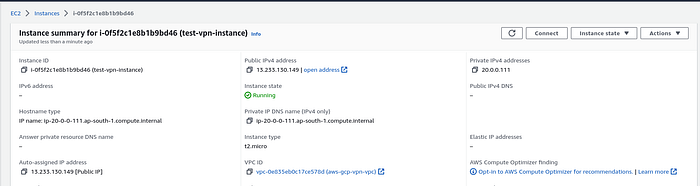 EC2 > Instances > i-0f5f2c1e8b1b9bd46
Instance summary for i-0f5f2c1e8b1b9bd46 (test-vpn-instance) Info
Updated less than a minute ago
Connect
Instance state
Actions
Instance ID
i-0f5f2c1e8b1b9bd46 (test-vpn-instance)
Public IPv4 address
13.233.130.149 | open address
Private IPv4 addresses
20.0.0.111
IPv6 address
–
Instance state
Running
Public IPv4 DNS
–
Hostname type
IP name: ip-20-0-0-111.ap-south-1.compute.internal
Private IP DNS name (IPv4 only)
ip-20-0-0-111.ap-south-1.compute.internal
Answer private resource DNS name
–
Instance type
t2.micro
Elastic IP addresses
–
Auto-assigned IP address
13.233.130.149 [Public IP]
VPC ID
vpc-0e835eb0c17ce578d (aws-gcp-vpn-vpc)
AWS Compute Optimizer finding
Opt-in to AWS Compute Optimizer for recommendations. | Learn more